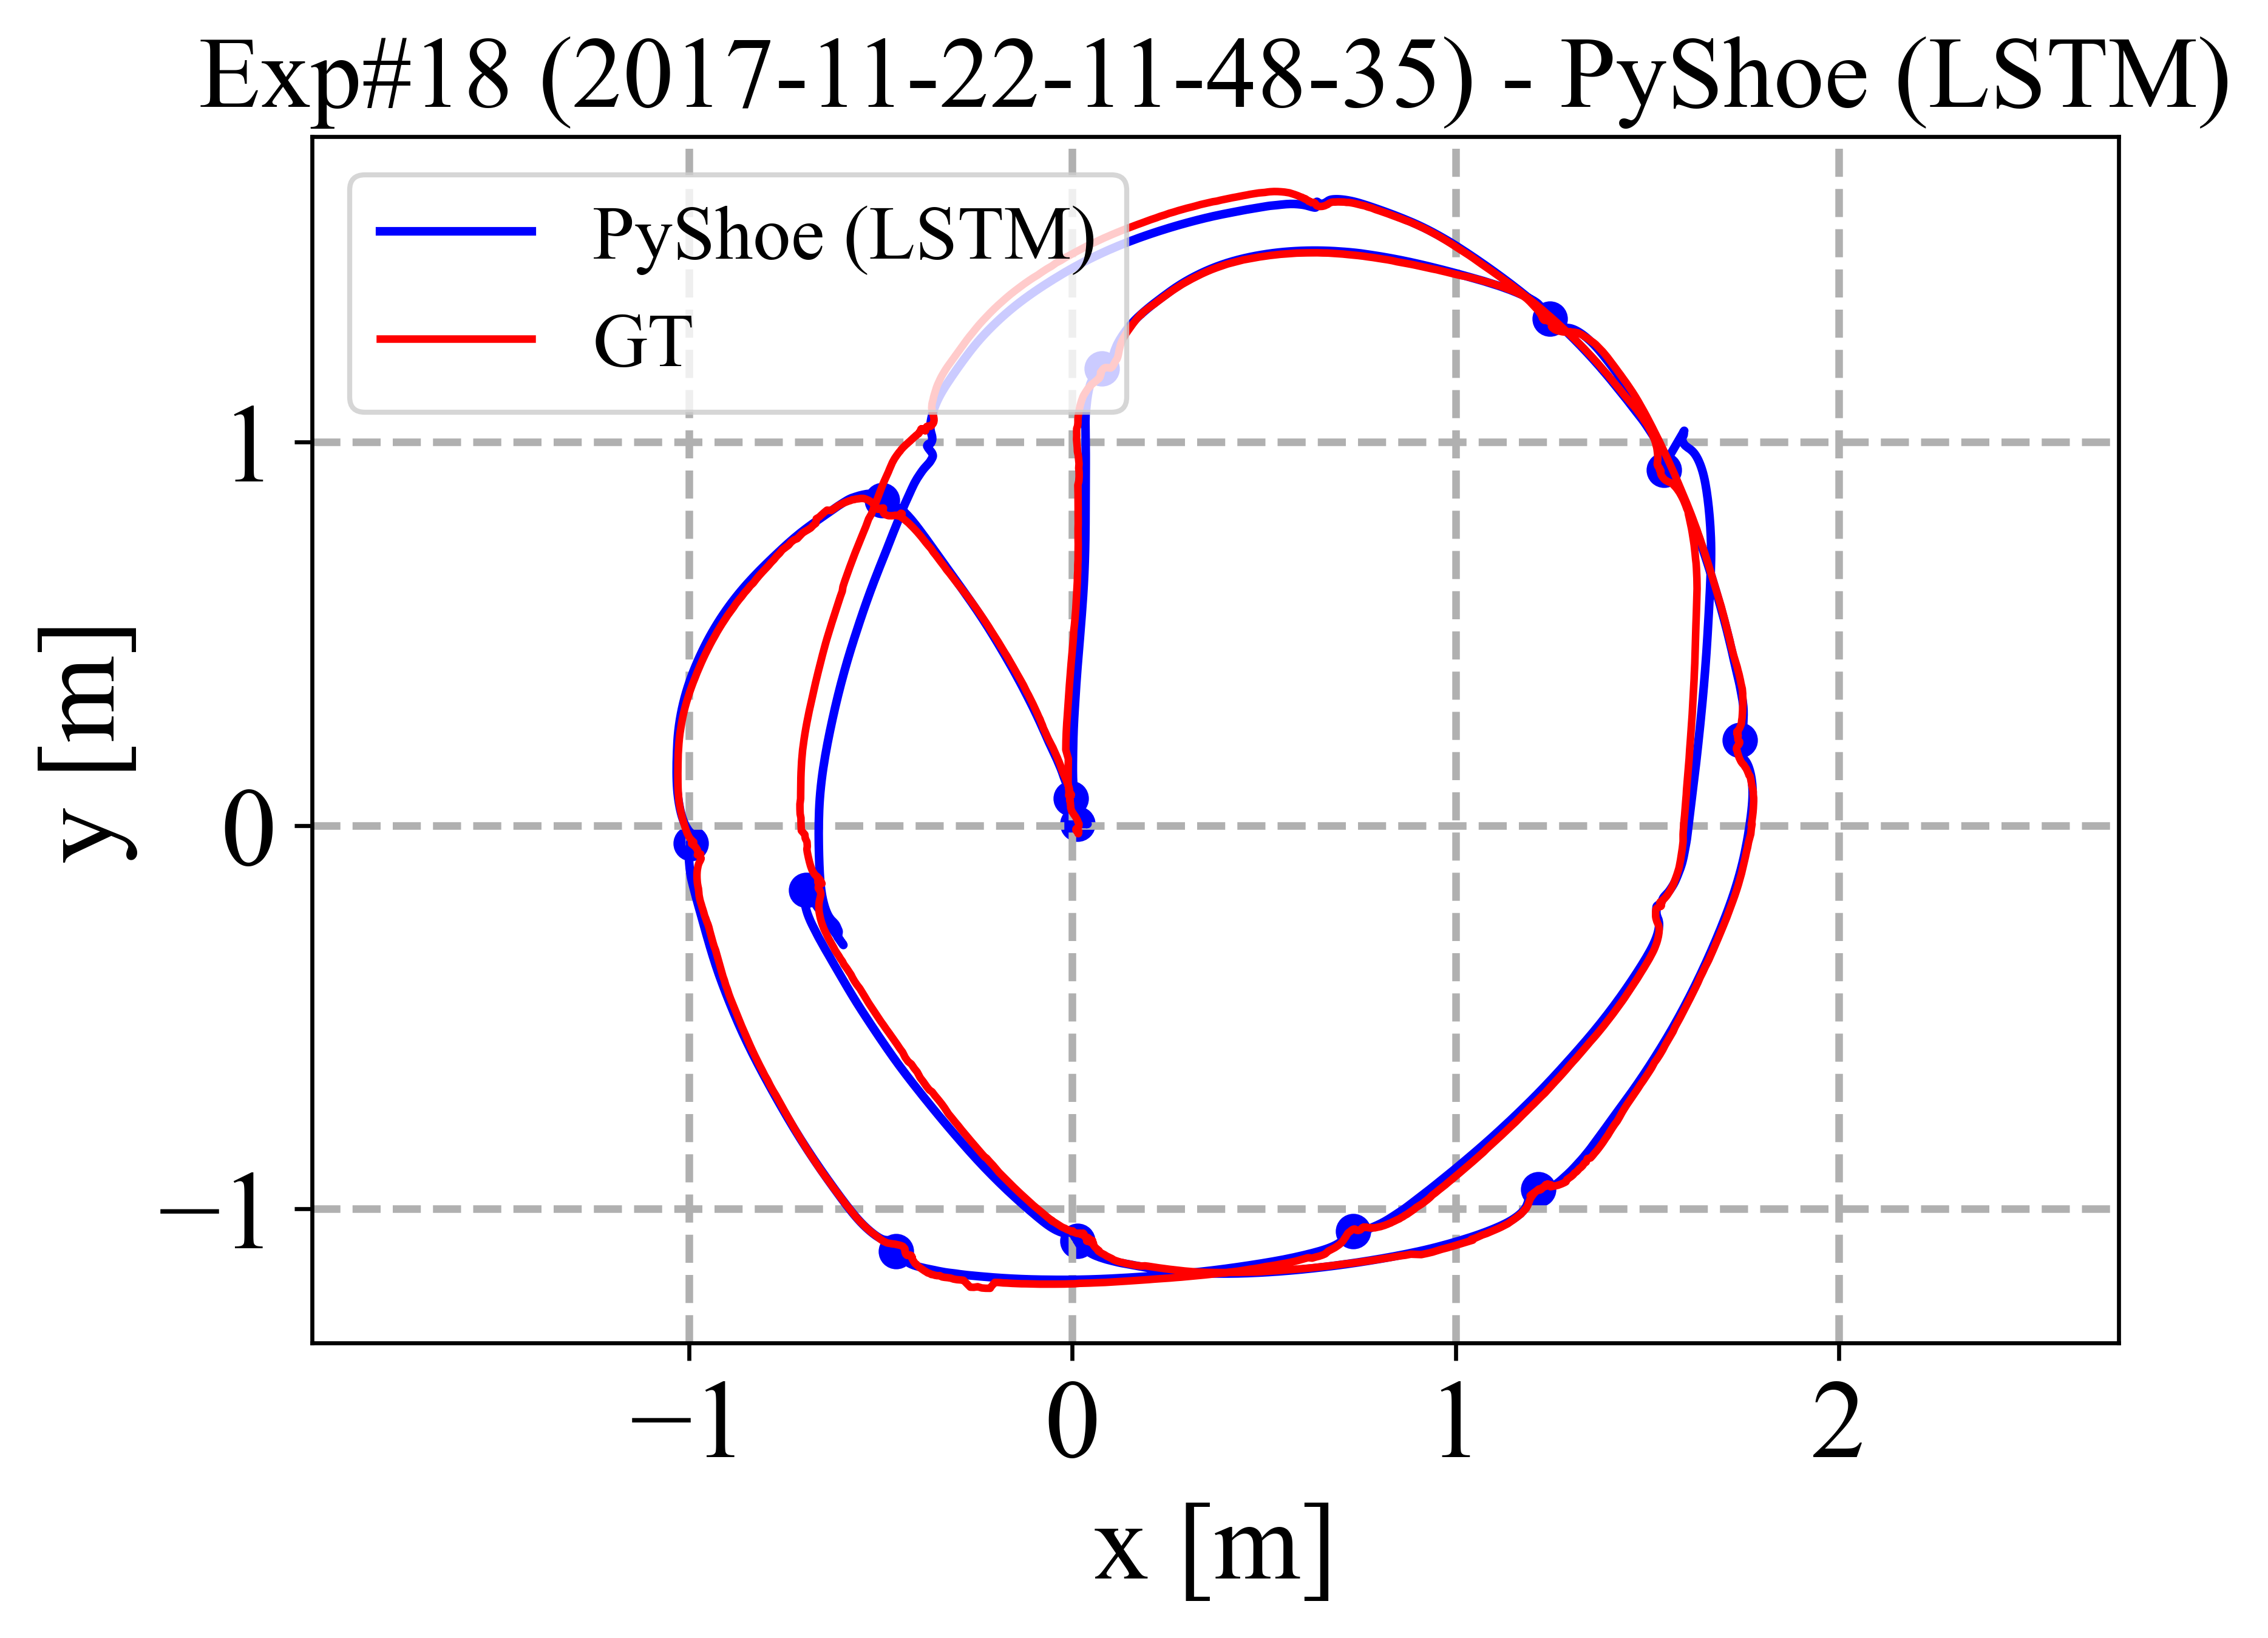 Exp#18 (2017-11-22-11-48-35) - PyShoe (LSTM)
PyShoe (LSTM)
GT
1
0
−1
y [m]
−1 0 1 2
x [m]